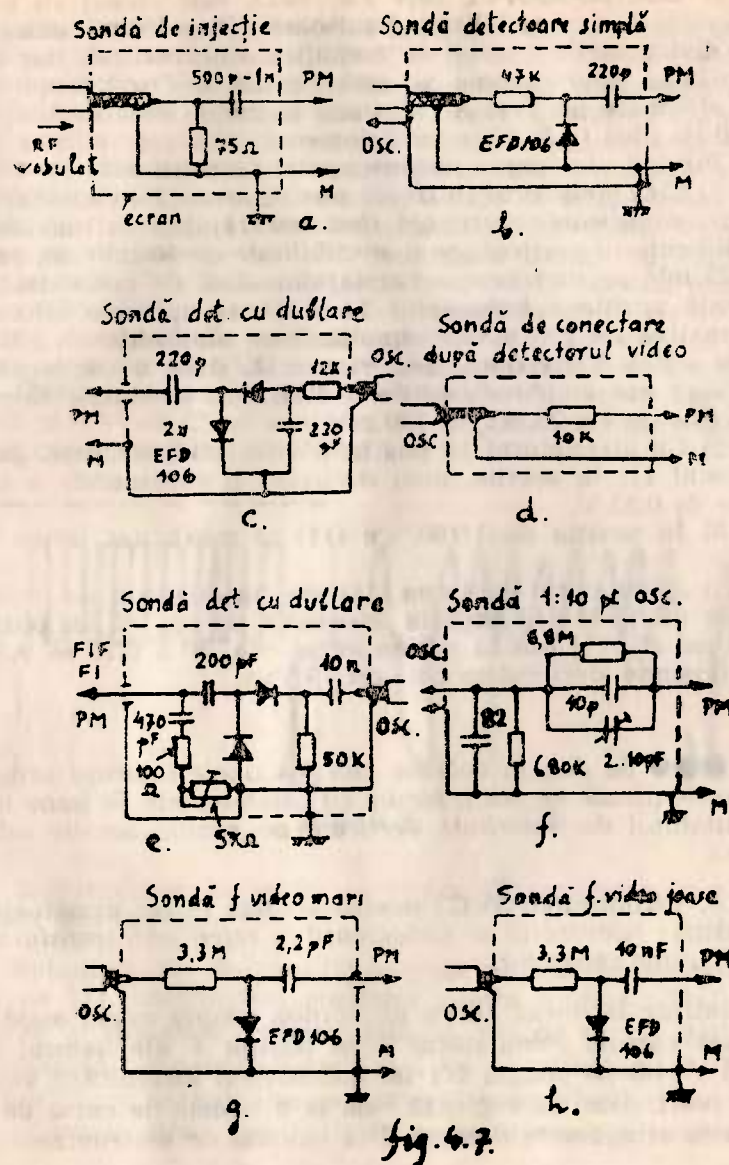 Sondă de injecție
500p-1n
PM
RF
wobulat
75Ω
M
ecran
a.
Sondă detectoare simplă
47K
220p
PM
OSC.
EFD106
M
b.
Sondă det. cu dublare
220p
12K
OSC.
PM
M
2x
EFD
106
220
pF
c.
Sondă de conectare
după detectorul video
OSC
10K
PM
M
d.
Sondă det cu dublare
FIF
FI
PM
200pF
10n
OSC.
470
pF
100
Ω
50K
5KΩ
e.
Sondă 1:10 pt OSC.
OSC
6,8M
10p
PM
82
680K
2.10pF
M
f.
Sondă f video mari
3,3M
2,2pF
PM
OSC.
EFD106
M
g.
Sondă f. video joase
3,3M
10nF
PM
OSC.
EFD
106
M
h.
fig. 4.7.